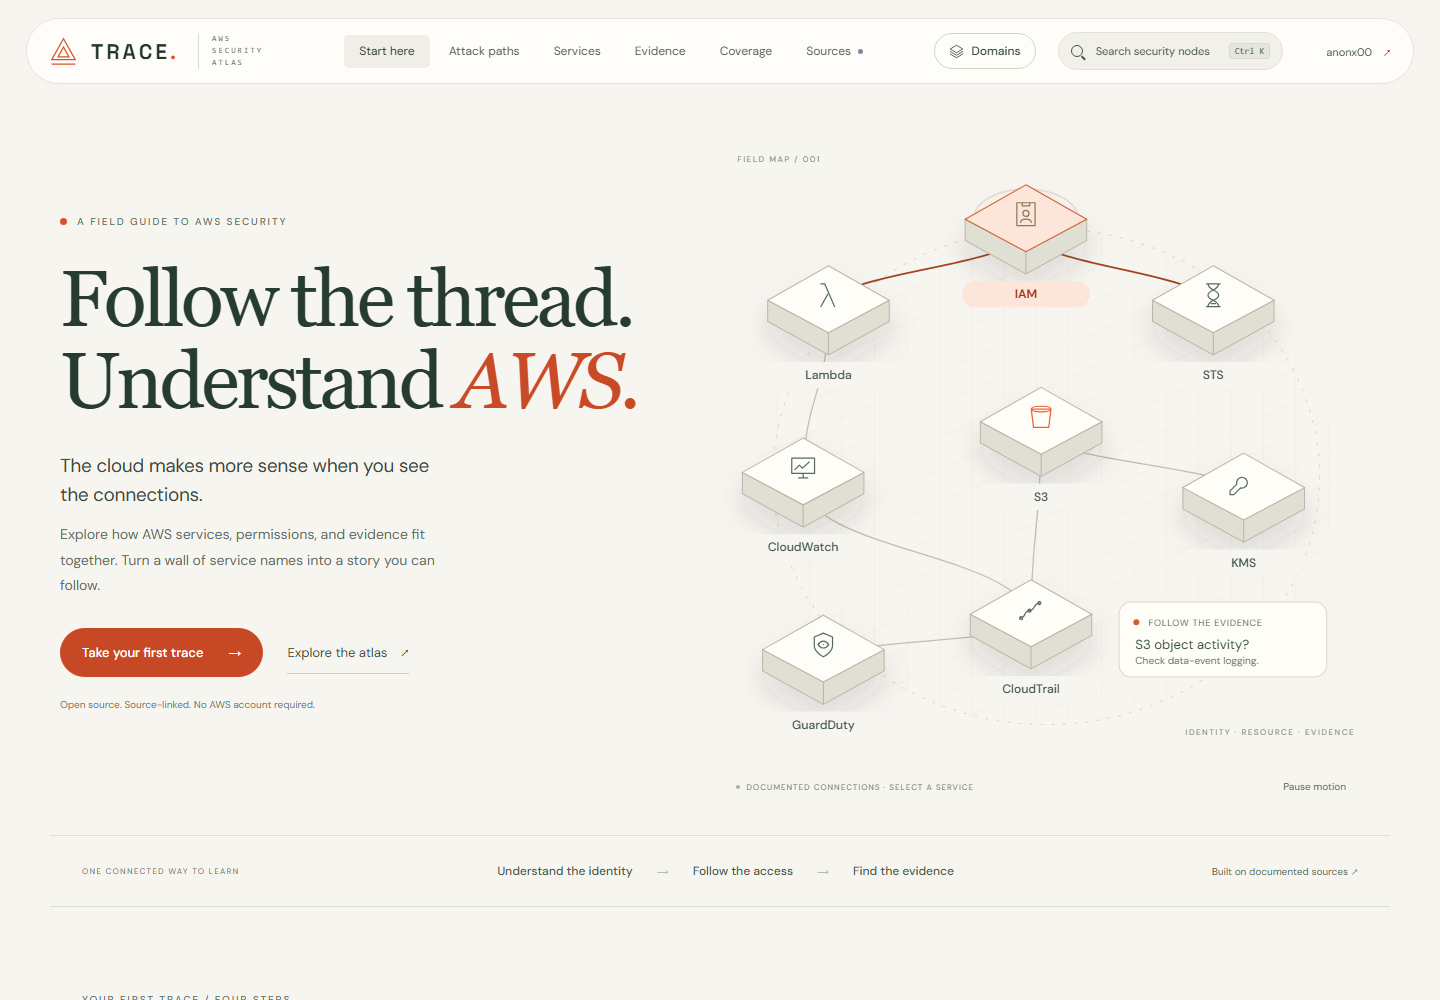 TRACE.
AWS
SECURITY
ATLAS
Start here
Attack paths
Services
Evidence
Coverage
Sources
Domains
Search security nodes
Ctrl K
anonx00 ↗
FIELD MAP / 001
A FIELD GUIDE TO AWS SECURITY
Follow the thread.
Understand AWS.
The cloud makes more sense when you see
the connections.
Explore how AWS services, permissions, and evidence fit
together. Turn a wall of service names into a story you can
follow.
Take your first trace →
Explore the atlas ↗
Open source. Source-linked. No AWS account required.
IAM
Lambda
STS
S3
CloudWatch
KMS
CloudTrail
GuardDuty
FOLLOW THE EVIDENCE
S3 object activity?
Check data-event logging.
IDENTITY · RESOURCE · EVIDENCE
DOCUMENTED CONNECTIONS · SELECT A SERVICE
Pause motion
ONE CONNECTED WAY TO LEARN
Understand the identity → Follow the access → Find the evidence
Built on documented sources ↗
YOUR FIRST TRACE / FOUR STEPS